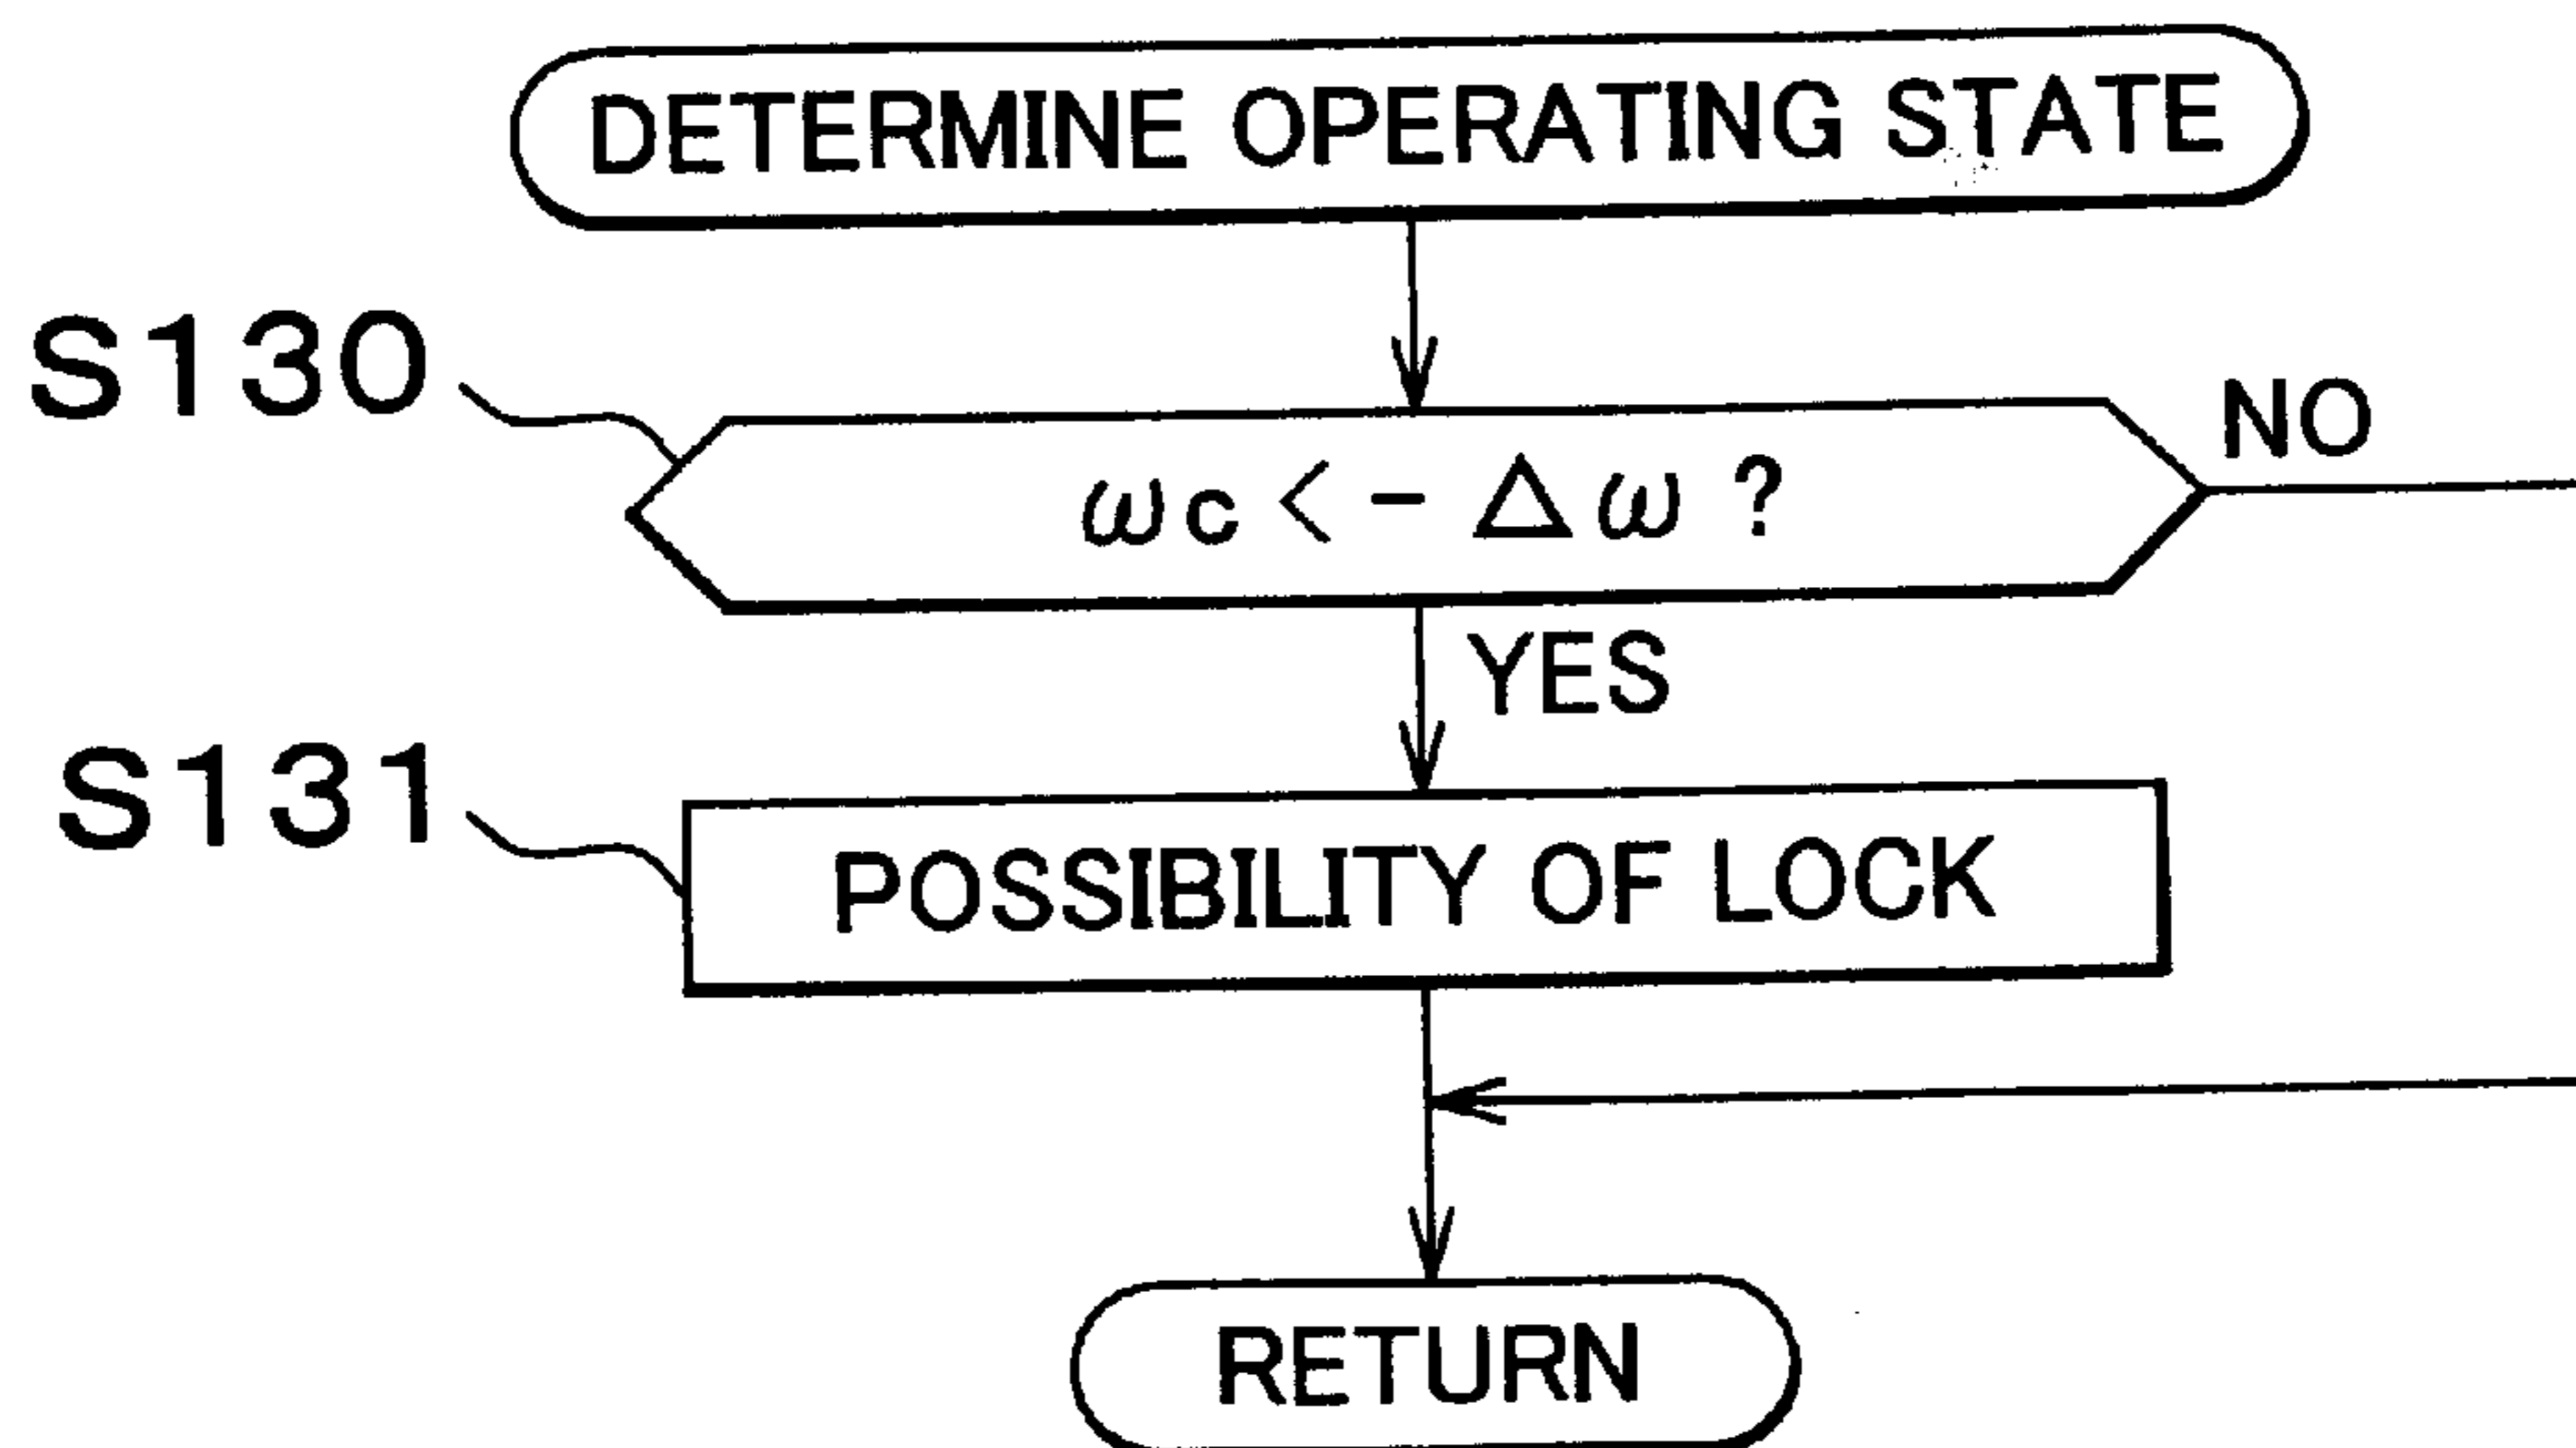 DETERMINE OPERATING STATE
S130
ωc < - Δω ?
NO
YES
S131
POSSIBILITY OF LOCK
RETURN